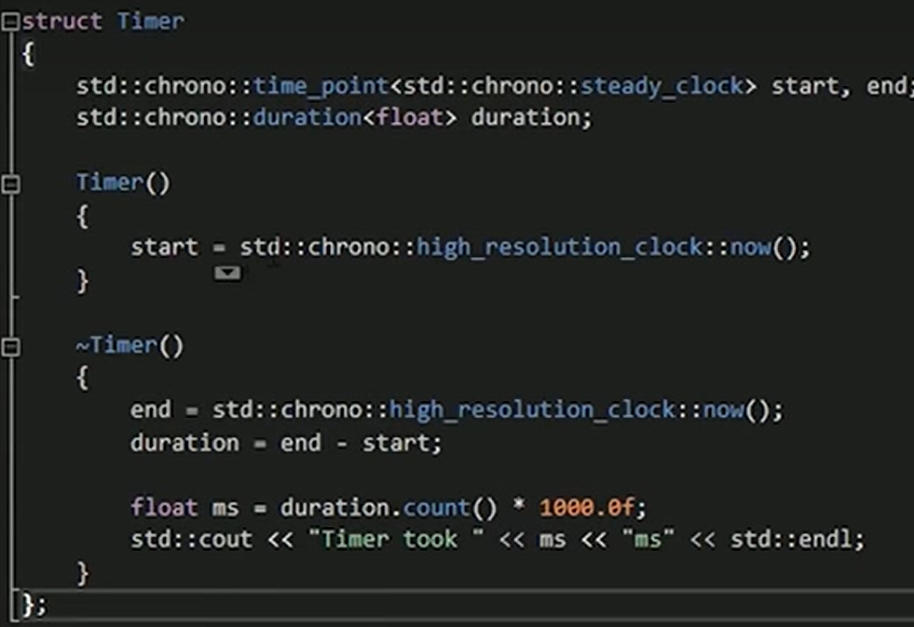 struct Timer
{
std::chrono::time_point<std::chrono::steady_clock> start, end;
std::chrono::duration<float> duration;
Timer()
{
start = std::chrono::high_resolution_clock::now();
}
~Timer()
{
end = std::chrono::high_resolution_clock::now();
duration = end - start;
float ms = duration.count() * 1000.0f;
std::cout << "Timer took " << ms << "ms" << std::endl;
}
};